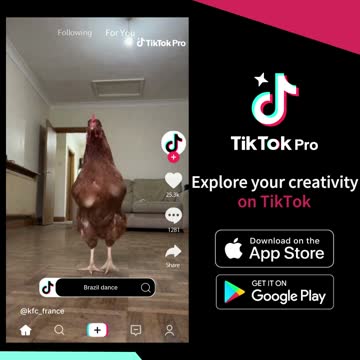 Following
For You
TikTok Pro
25.3k
1281
Share
Brazil dance
@kfc_france
TikTok Pro
Explore your creativity
on TikTok
Download on the
App Store
GET IT ON
Google Play